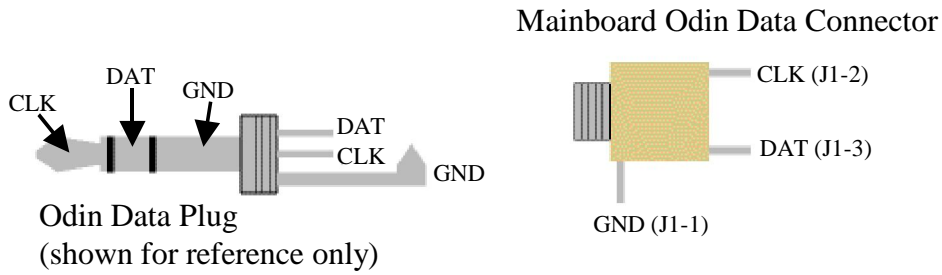 Mainboard Odin Data Connector
DAT
CLK
GND
DAT
CLK
GND
Odin Data Plug
(shown for reference only)
CLK (J1-2)
DAT (J1-3)
GND (J1-1)